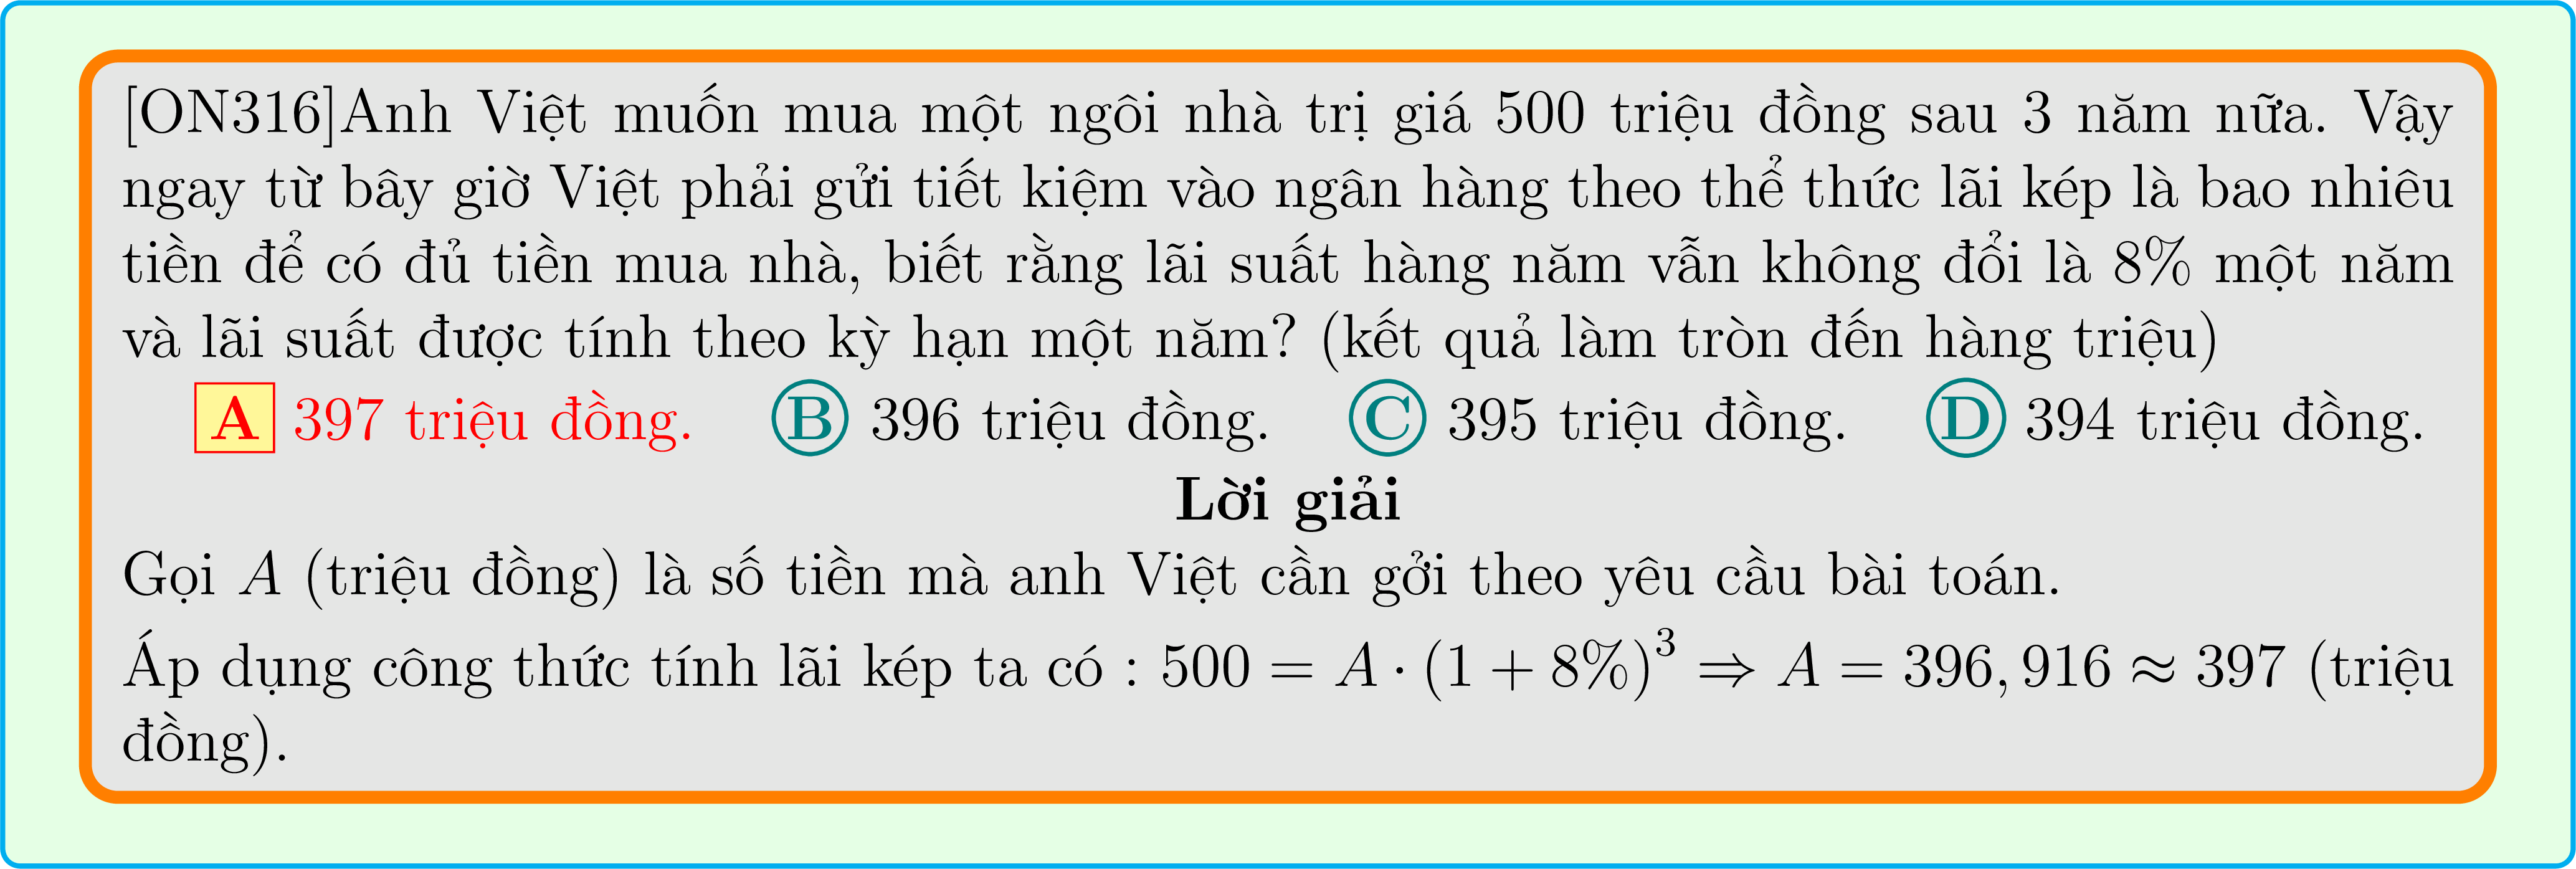 [ON316]Anh Việt muốn mua một ngôi nhà trị giá 500 triệu đồng sau 3 năm nữa. Vậy
ngay từ bây giờ Việt phải gửi tiết kiệm vào ngân hàng theo thể thức lãi kép là bao nhiêu
tiền để có đủ tiền mua nhà, biết rằng lãi suất hàng năm vẫn không đổi là 8% một năm
và lãi suất được tính theo kỳ hạn một năm? (kết quả làm tròn đến hàng triệu)
A 397 triệu đồng. B 396 triệu đồng. C 395 triệu đồng. D 394 triệu đồng.
Lời giải
Gọi A (triệu đồng) là số tiền mà anh Việt cần gởi theo yêu cầu bài toán.
Áp dụng công thức tính lãi kép ta có : 500 = A · (1 + 8%)³ ⇒ A = 396, 916 ≈ 397 (triệu
đồng).